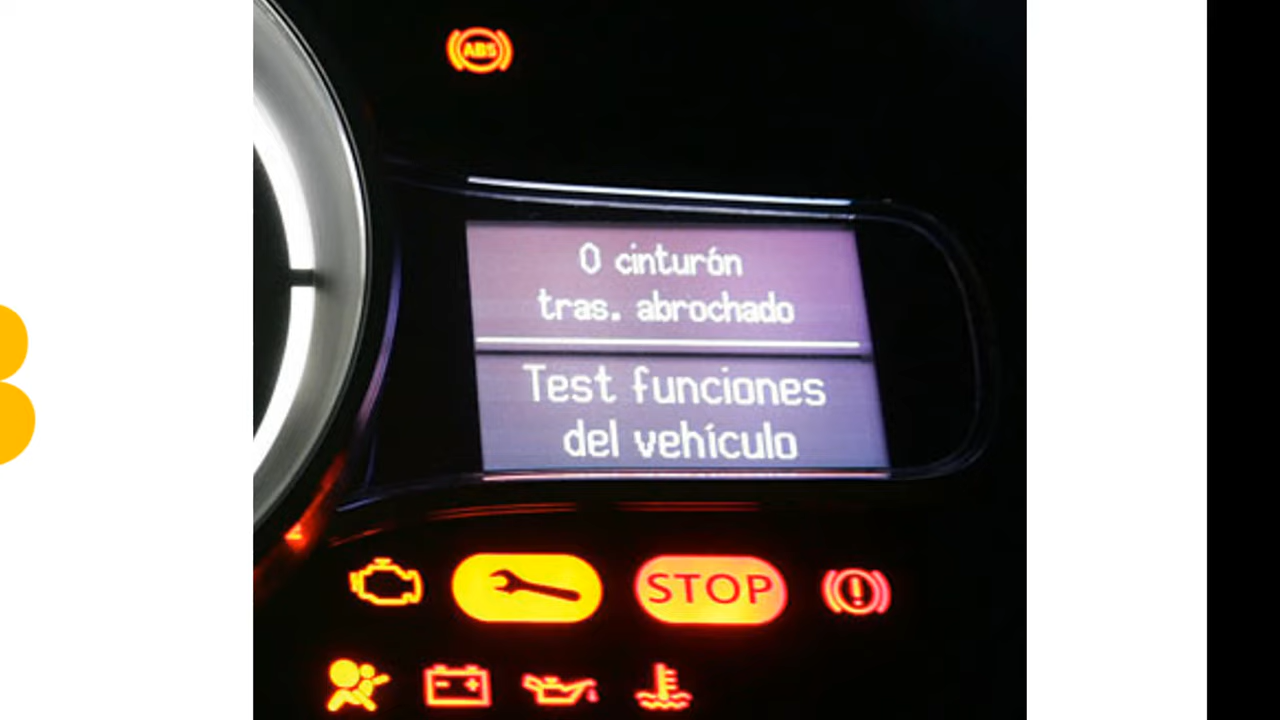 ABS
0 cinturón
tras. abrochado
Test funciones
del vehículo
STOP